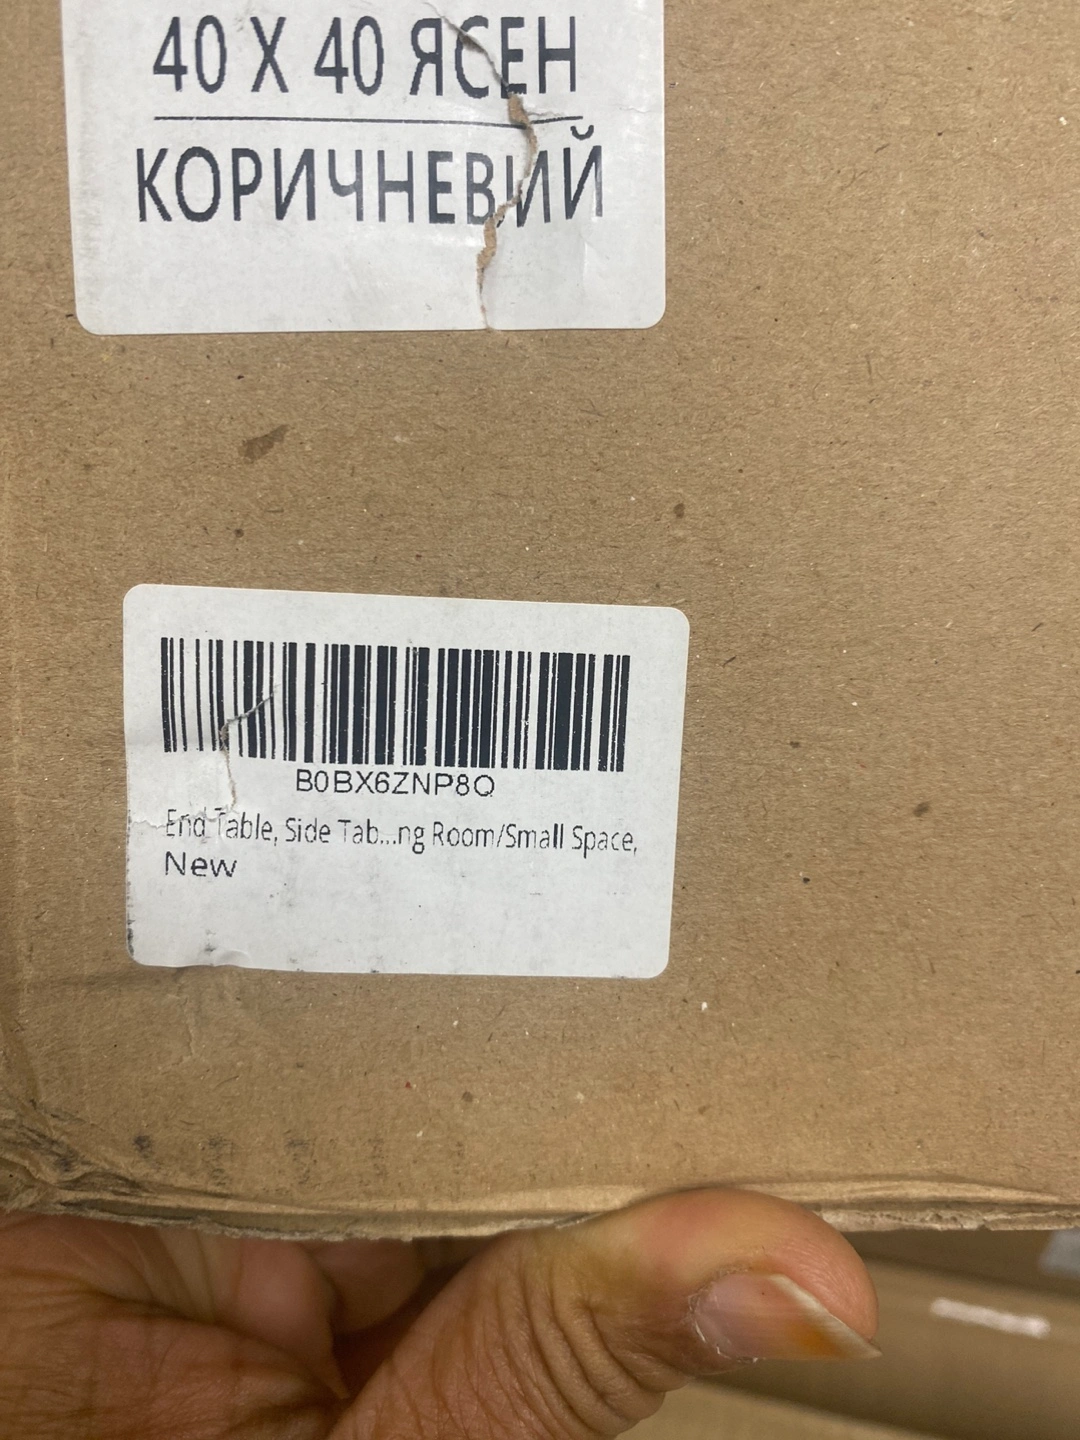 40 X 40 ЯСЕН
КОРИЧНЕВИЙ
B0BX6ZNP8Q
End Table, Side Tab...ng Room/Small Space,
New